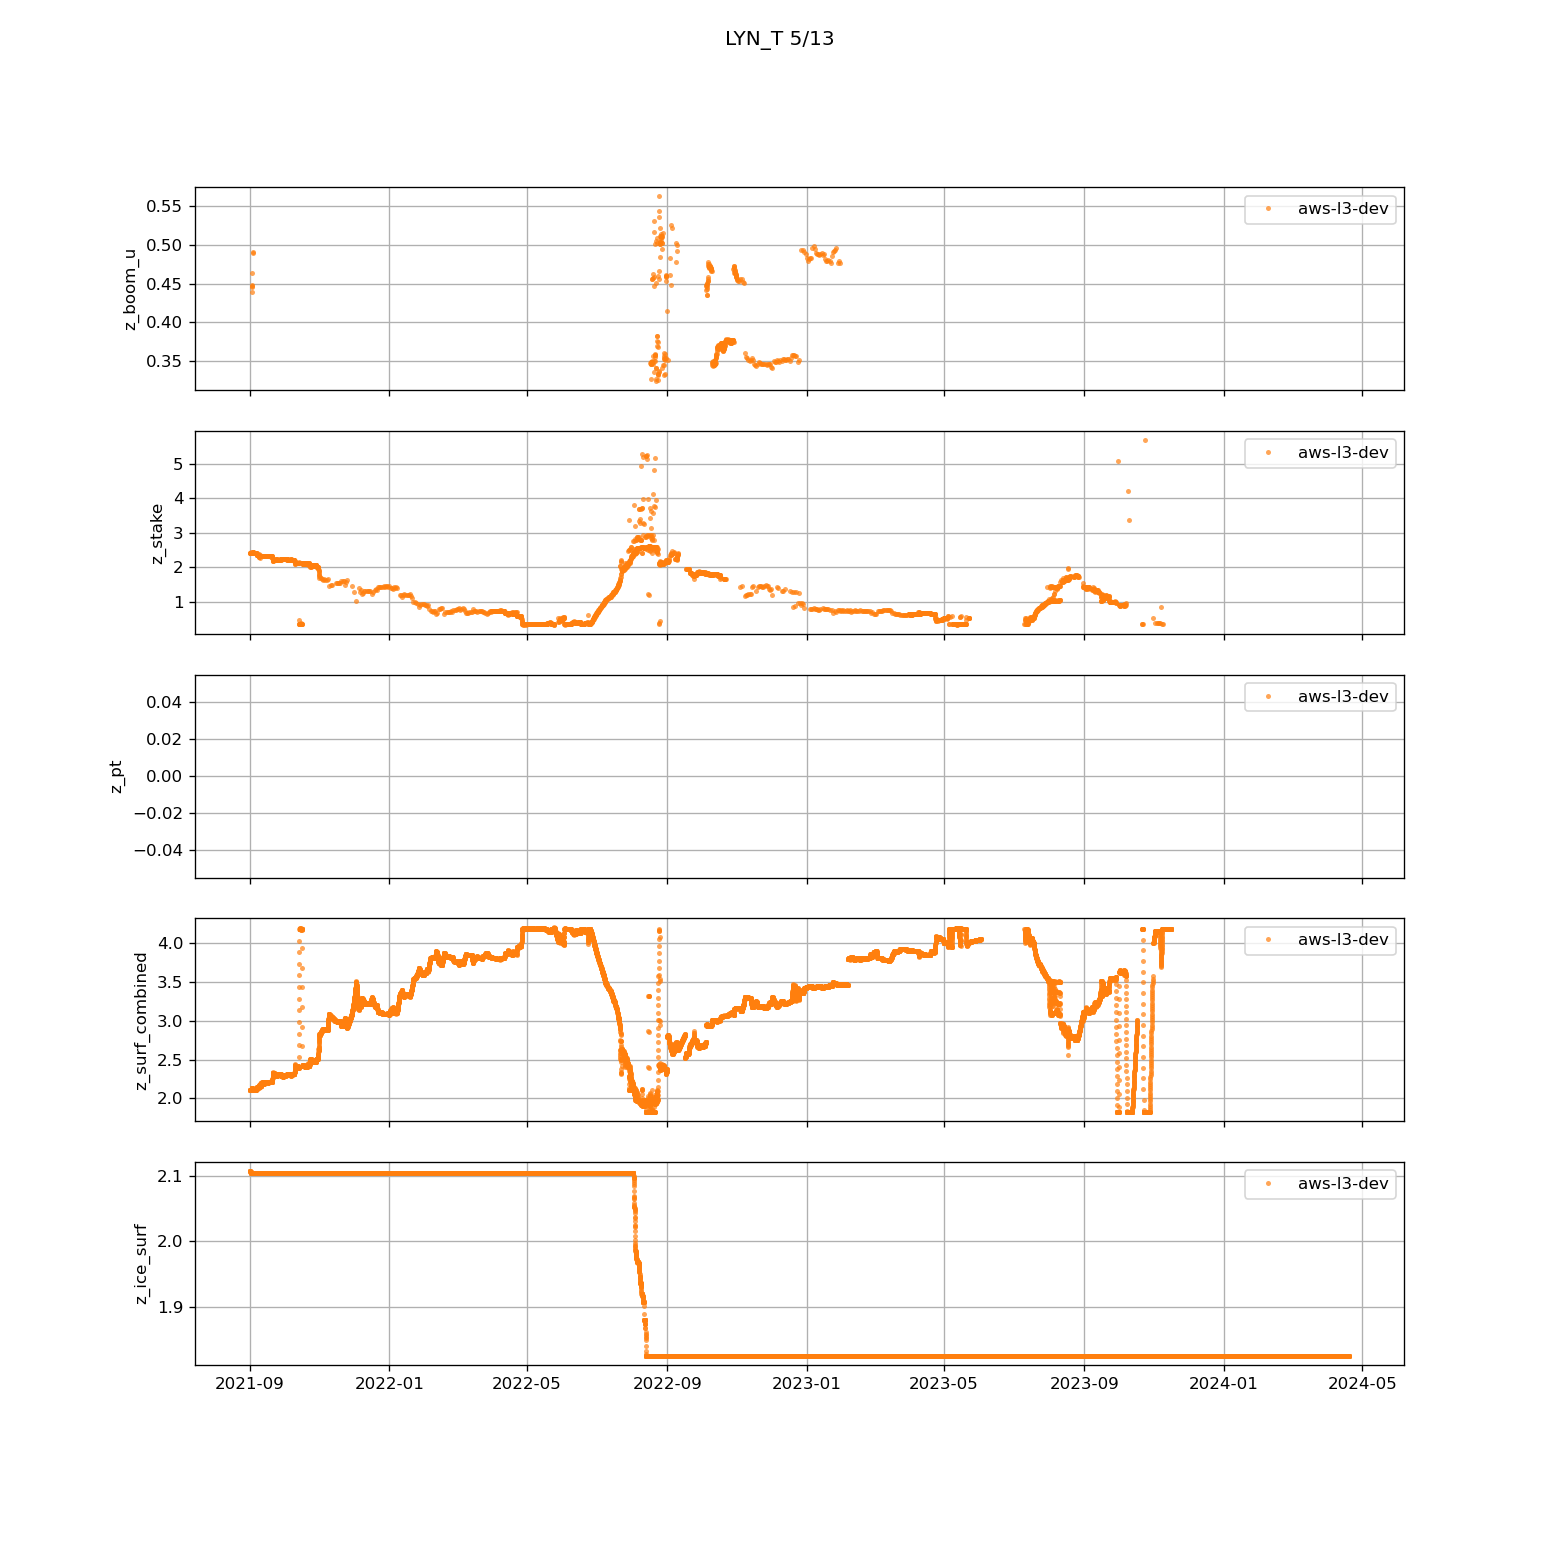 LYN_T 5/13
0.55
0.50
0.45
0.40
0.35
z_boom_u
aws-l3-dev
5
4
3
2
1
z_stake
aws-l3-dev
0.04
0.02
0.00
−0.02
−0.04
z_pt
aws-l3-dev
4.0
3.5
3.0
2.5
2.0
z_surf_combined
aws-l3-dev
2.1
2.0
1.9
z_ice_surf
aws-l3-dev
2021-09 2022-01 2022-05 2022-09 2023-01 2023-05 2023-09 2024-01 2024-05